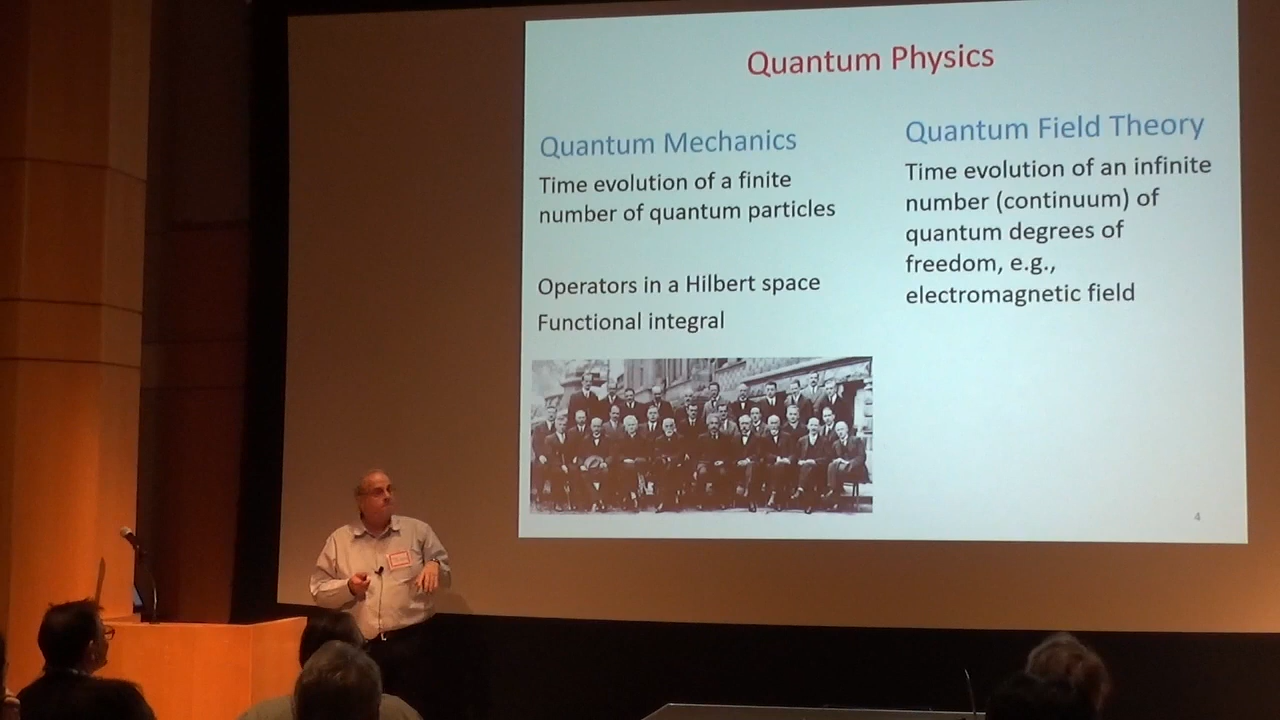 Quantum Physics
Quantum Mechanics
Time evolution of a finite
number of quantum particles
Operators in a Hilbert space
Functional integral
Quantum Field Theory
Time evolution of an infinite
number (continuum) of
quantum degrees of
freedom, e.g.,
electromagnetic field
4